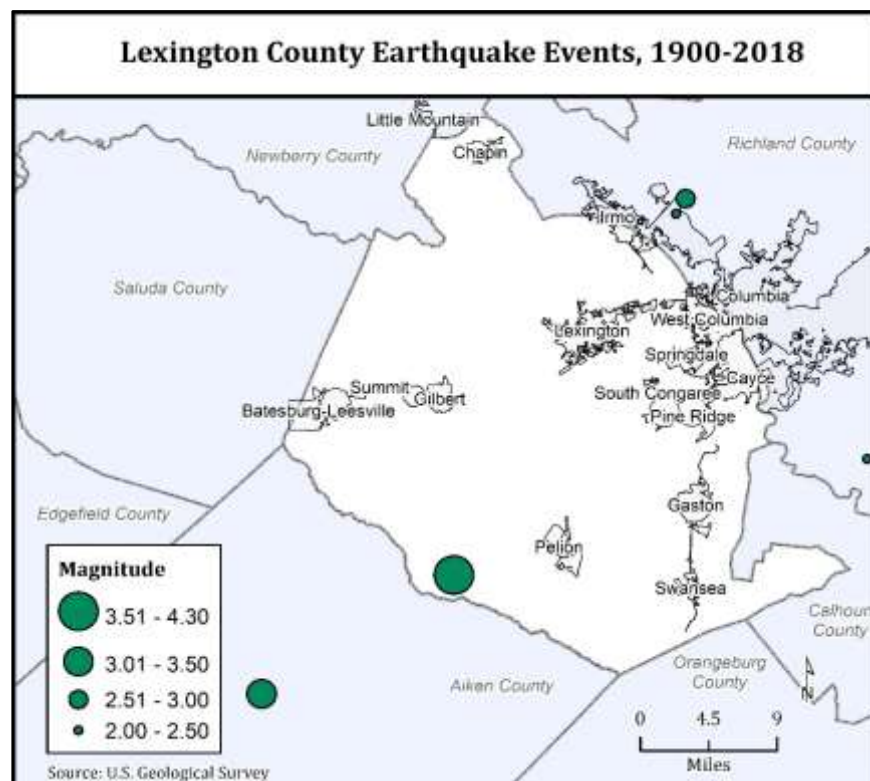 Lexington County Earthquake Events, 1900-2018
Little Mountain
Newberry County
Chapin
Richland County
Irmo
Saluda County
Columbia
West Columbia
Lexington
Springdale
Cayce
Summit
Gilbert
South Congaree
Batesburg-Leesville
Pine Ridge
Edgefield County
Gaston
Pelion
Swansea
Magnitude
3.51 - 4.30
3.01 - 3.50
2.51 - 3.00
2.00 - 2.50
Calhoun
County
Orangeburg
County
Aiken County
N
0 4.5 9
Miles
Source: U.S. Geological Survey